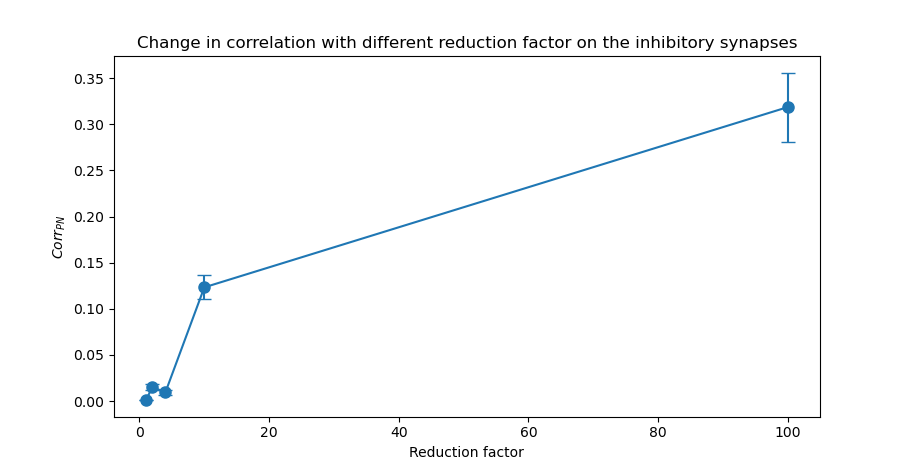 Change in correlation with different reduction factor on the inhibitory synapses
0.35
0.30
0.25
0.20
0.15
0.10
0.05
0.00
Corr_PN
0 20 40 60 80 100
Reduction factor